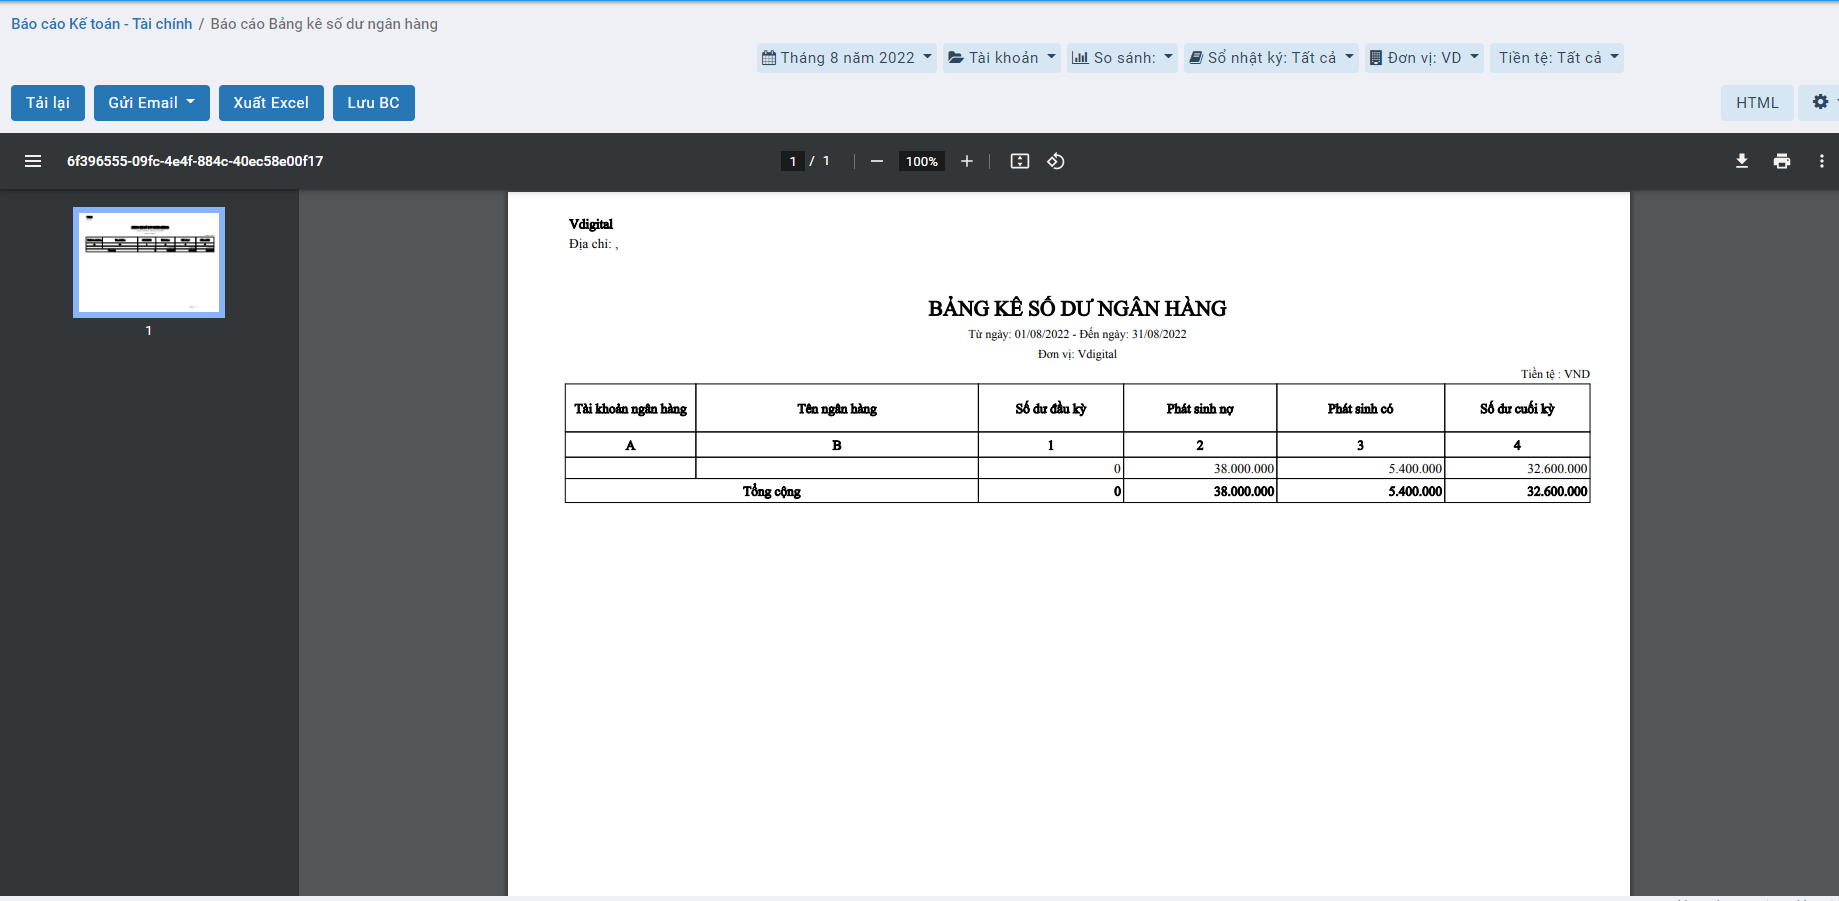 Báo cáo Kế toán - Tài chính / Báo cáo Bảng kê số dư ngân hàng
Tháng 8 năm 2022 Tài khoản So sánh: Sổ nhật ký: Tất cả Đơn vị: VD Tiền tệ: Tất cả
Tải lại Gửi Email Xuất Excel Lưu BC HTML
6f396555-09fc-4e4f-884c-40ec58e00f17 1 / 1 100%
1
Vdigital
Địa chỉ: ,
BẢNG KÊ SỐ DƯ NGÂN HÀNG
Từ ngày: 01/08/2022 - Đến ngày: 31/08/2022
Đơn vị: Vdigital
Tiền tệ : VND
Tài khoản ngân hàng Tên ngân hàng Số dư đầu kỳ Phát sinh nợ Phát sinh có Số dư cuối kỳ
A B 1 2 3 4
0 38.000.000 5.400.000 32.600.000
Tổng cộng 0 38.000.000 5.400.000 32.600.000